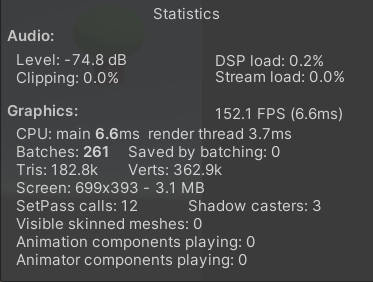 Statistics
Audio:
Level: -74.8 dB DSP load: 0.2%
Clipping: 0.0% Stream load: 0.0%
Graphics: 152.1 FPS (6.6ms)
CPU: main 6.6ms render thread 3.7ms
Batches: 261 Saved by batching: 0
Tris: 182.8k Verts: 362.9k
Screen: 699x393 - 3.1 MB
SetPass calls: 12 Shadow casters: 3
Visible skinned meshes: 0
Animation components playing: 0
Animator components playing: 0